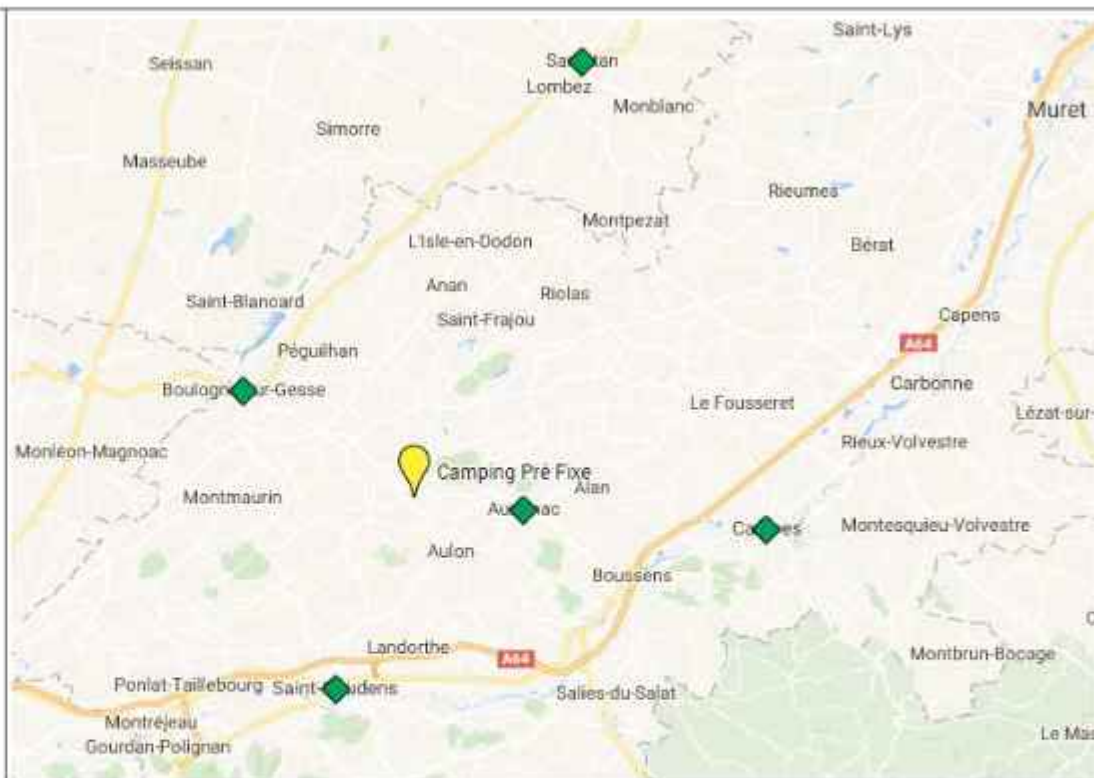 Saint-Lys
Seissan
Lombez
Monblanc
Muret
Simorre
Masseube
Rieumes
Montpezat
L'Isle-en-Dodon
Bérat
Anan
Riolas
Saint-Blancard
Saint-Frajou
Capens
A64
Péguilhan
Carbonne
Le Fousseret
Lézat-sur-
Rieux-Volvestre
Monléon-Magnoac
Camping Pré Fixe
Alan
Montmaurin
Montesquieu-Volvestre
Aulon
Boussens
Landorthe
A64
Montbrun-Bocage
Ponlat-Taillebourg
Salies-du-Salat
Montréjeau
Le Mas
Gourdan-Polignan